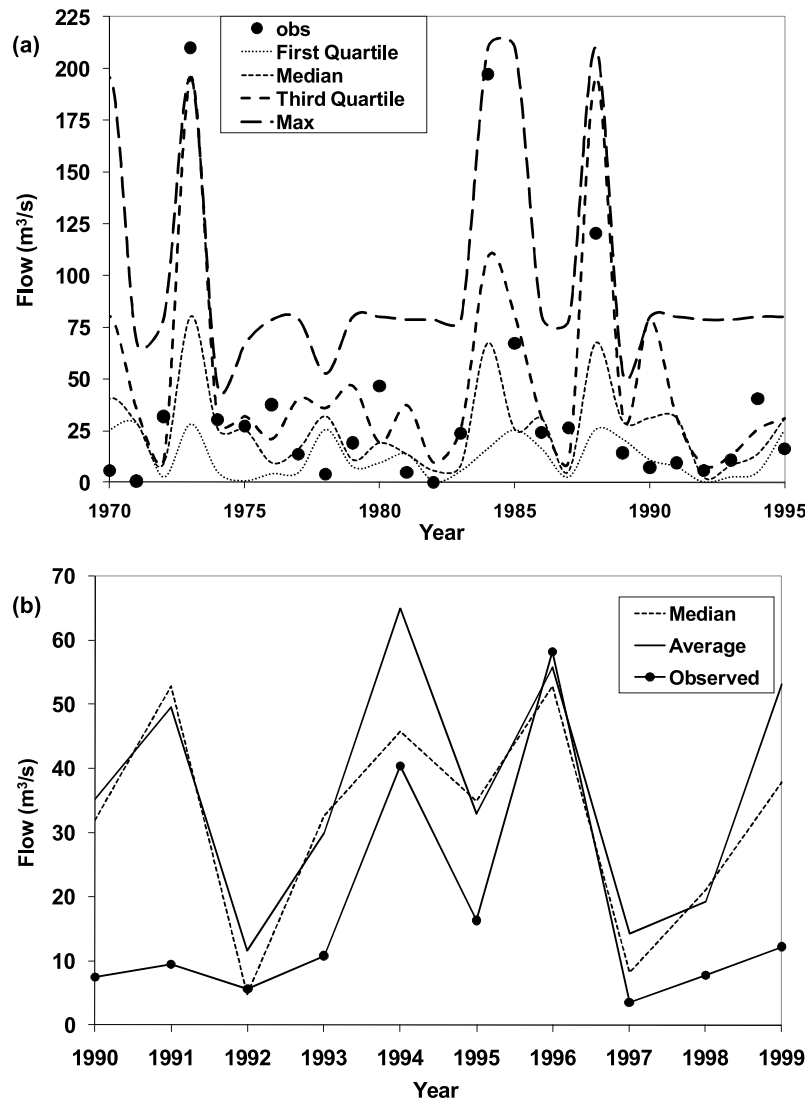 (a)
225
200
175
150
125
100
75
50
25
0
Flow (m³/s)
obs
First Quartile
Median
Third Quartile
Max
1970 1975 1980 1985 1990 1995
Year
(b)
70
60
50
40
30
20
10
0
Flow (m³/s)
Median
Average
Observed
1990 1991 1992 1993 1994 1995 1996 1997 1998 1999
Year